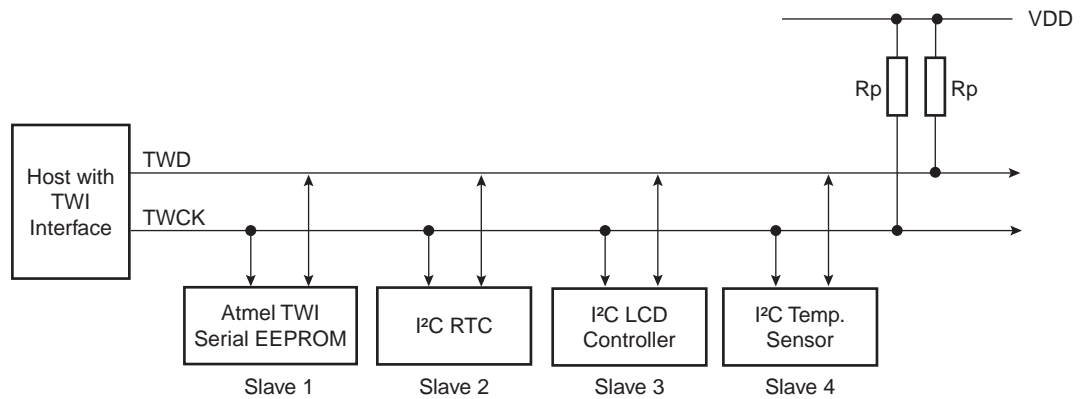 VDD
Rp
Rp
Host with
TWI
Interface
TWD
TWCK
Atmel TWI
Serial EEPROM
I²C RTC
I²C LCD
Controller
I²C Temp.
Sensor
Slave 1
Slave 2
Slave 3
Slave 4